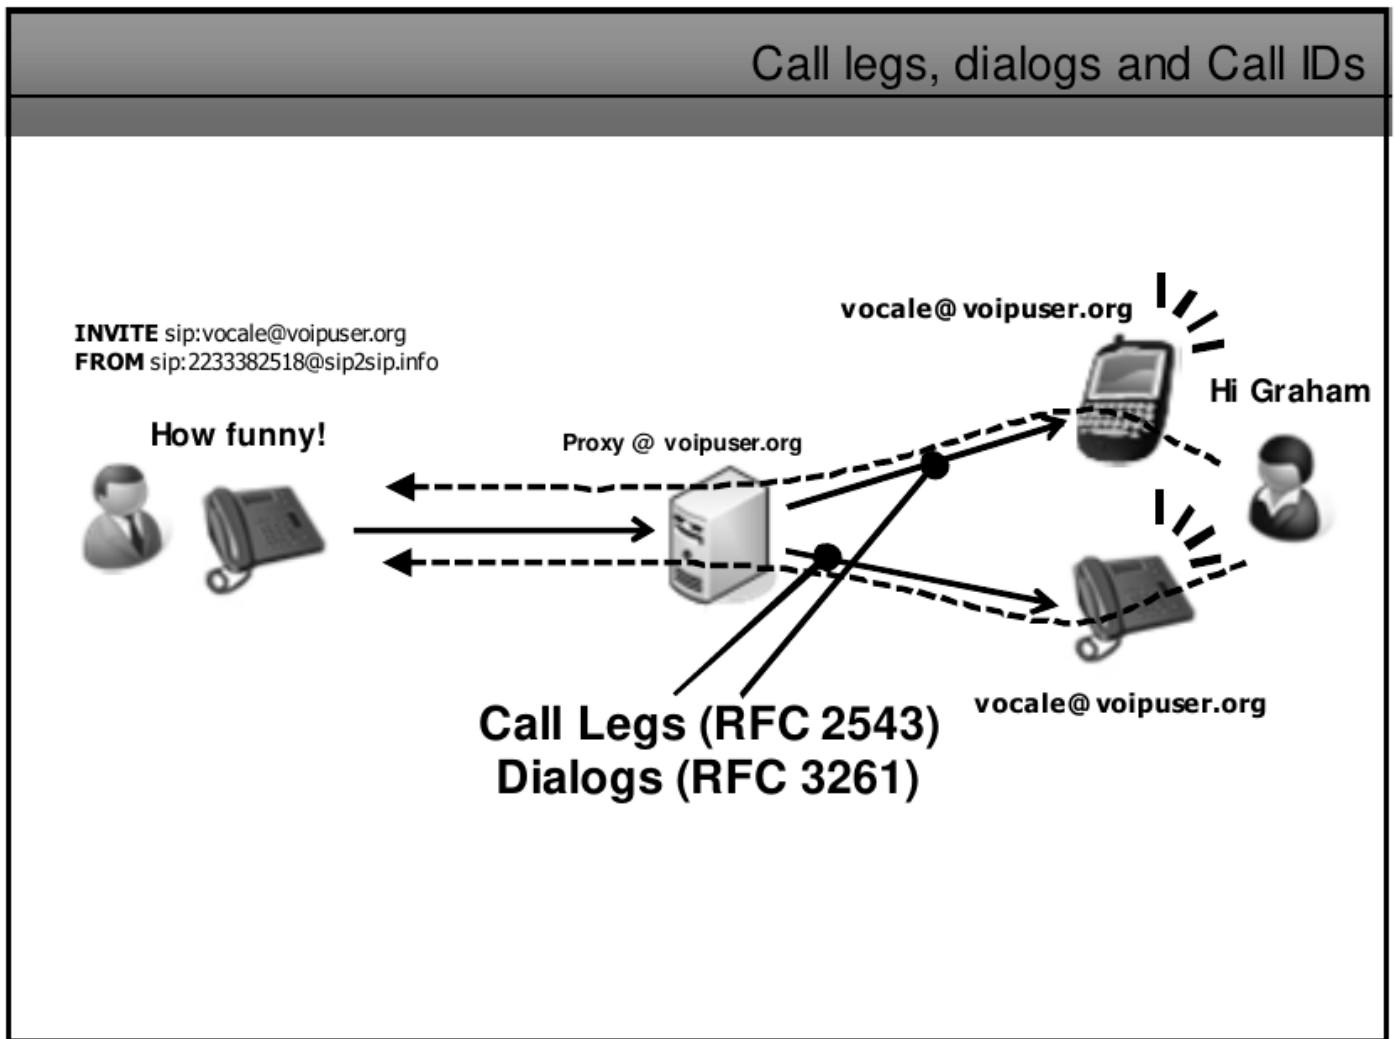 Call legs, dialogs and Call IDs
vocale@voipuser.org
INVITE sip:vocale@voipuser.org
FROM sip:2233382518@sip2sip.info
Hi Graham
How funny!
Proxy @ voipuser.org
vocale@voipuser.org
Call Legs (RFC 2543)
Dialogs (RFC 3261)